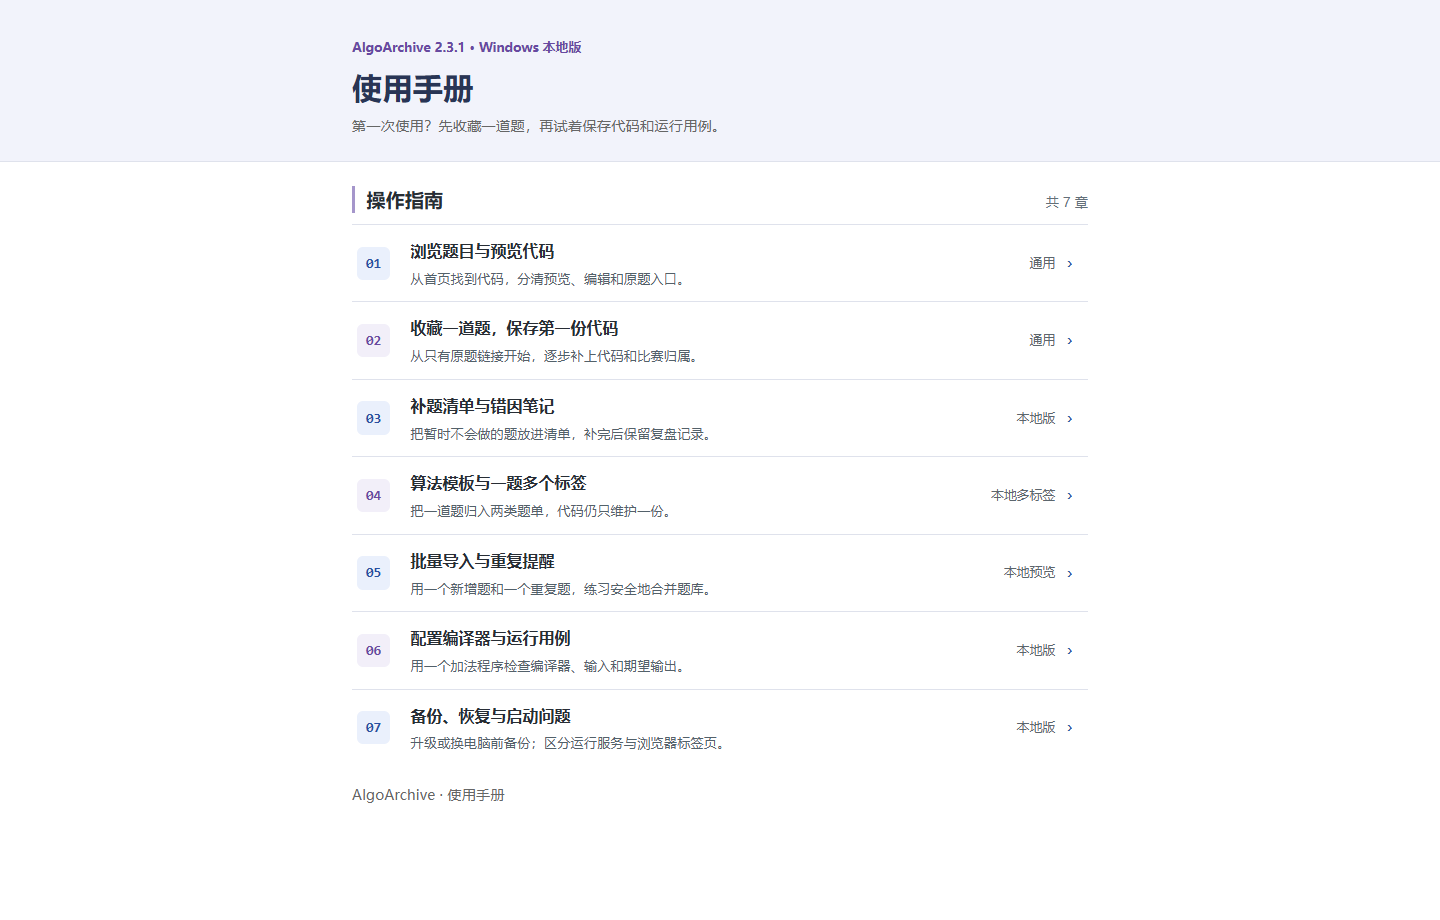 AlgoArchive 2.3.1 • Windows 本地版
使用手册
第一次使用？先收藏一道题，再试着保存代码和运行用例。
操作指南
共 7 章
01
浏览题目与预览代码
从首页找到代码，分清预览、编辑和原题入口。
通用 ›
02
收藏一道题，保存第一份代码
从只有原题链接开始，逐步补上代码和比赛归属。
通用 ›
03
补题清单与错因笔记
把暂时不会做的题放进清单，补完后保留复盘记录。
本地版 ›
04
算法模板与一题多个标签
把一道题归入两类题单，代码仍只维护一份。
本地多标签 ›
05
批量导入与重复提醒
用一个新增题和一个重复题，练习安全地合并题库。
本地预览 ›
06
配置编译器与运行用例
用一个加法程序检查编译器、输入和期望输出。
本地版 ›
07
备份、恢复与启动问题
升级或换电脑前备份；区分运行服务与浏览器标签页。
本地版 ›
AlgoArchive · 使用手册